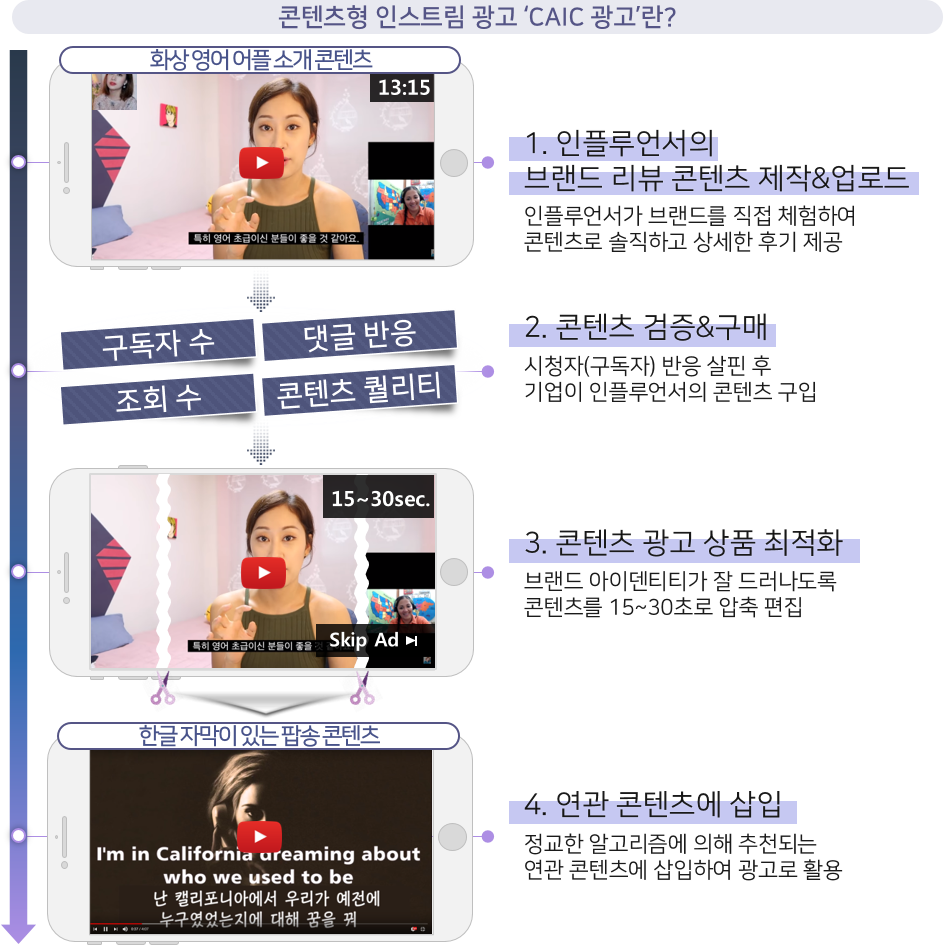 콘텐츠형 인스트림 광고 ‘CAIC 광고’란?
화상 영어 어플 소개 콘텐츠
13:15
특히 영어 초급이신 분들이 좋을 것 같아요.
1. 인플루언서의
브랜드 리뷰 콘텐츠 제작&업로드
인플루언서가 브랜드를 직접 체험하여
콘텐츠로 솔직하고 상세한 후기 제공
구독자 수
댓글 반응
조회 수
콘텐츠 퀄리티
2. 콘텐츠 검증&구매
시청자(구독자) 반응 살핀 후
기업이 인플루언서의 콘텐츠 구입
15~30sec.
특히 영어 초급이신 분들이 좋을
Skip Ad
3. 콘텐츠 광고 상품 최적화
브랜드 아이덴티티가 잘 드러나도록
콘텐츠를 15~30초로 압축 편집
한글 자막이 있는 팝송 콘텐츠
I'm in California dreaming about
who we used to be
난 캘리포니아에서 우리가 예전에
누구였었는지에 대해 꿈을 꿔
4. 연관 콘텐츠에 삽입
정교한 알고리즘에 의해 추천되는
연관 콘텐츠에 삽입하여 광고로 활용